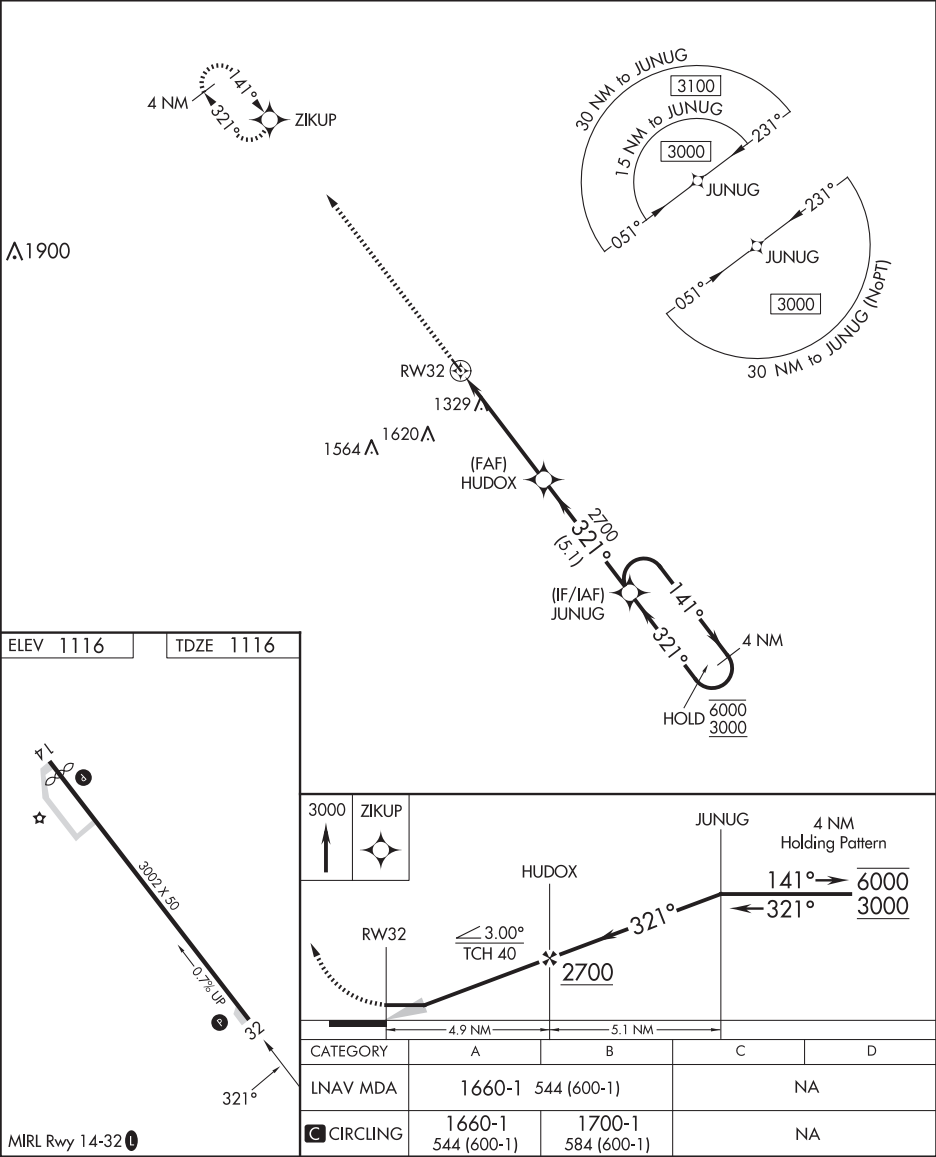 4 NM
141°
321°
ZIKUP
30 NM to JUNUG
3100
15 NM to JUNUG
3000
231°
JUNUG
051°
231°
JUNUG
051°
3000
30 NM to JUNUG (NoPT)
1900
RW32
1329
1620
1564
(FAF)
HUDOX
2700
321°
(5.1)
(IF/IAF)
JUNUG
141°
321°
4 NM
HOLD 6000
3000
ELEV 1116
TDZE 1116
14
P
3002 X 50
0.7% UP
P
32
321°
MIRL Rwy 14-32 L
3000
ZIKUP
JUNUG
4 NM
Holding Pattern
HUDOX
141°
6000
321°
3000
321°
RW32
3.00°
TCH 40
2700
4.9 NM
5.1 NM
CATEGORY A B C D
LNAV MDA 1660-1 544 (600-1) NA
C CIRCLING 1660-1 1700-1 NA
544 (600-1) 584 (600-1)